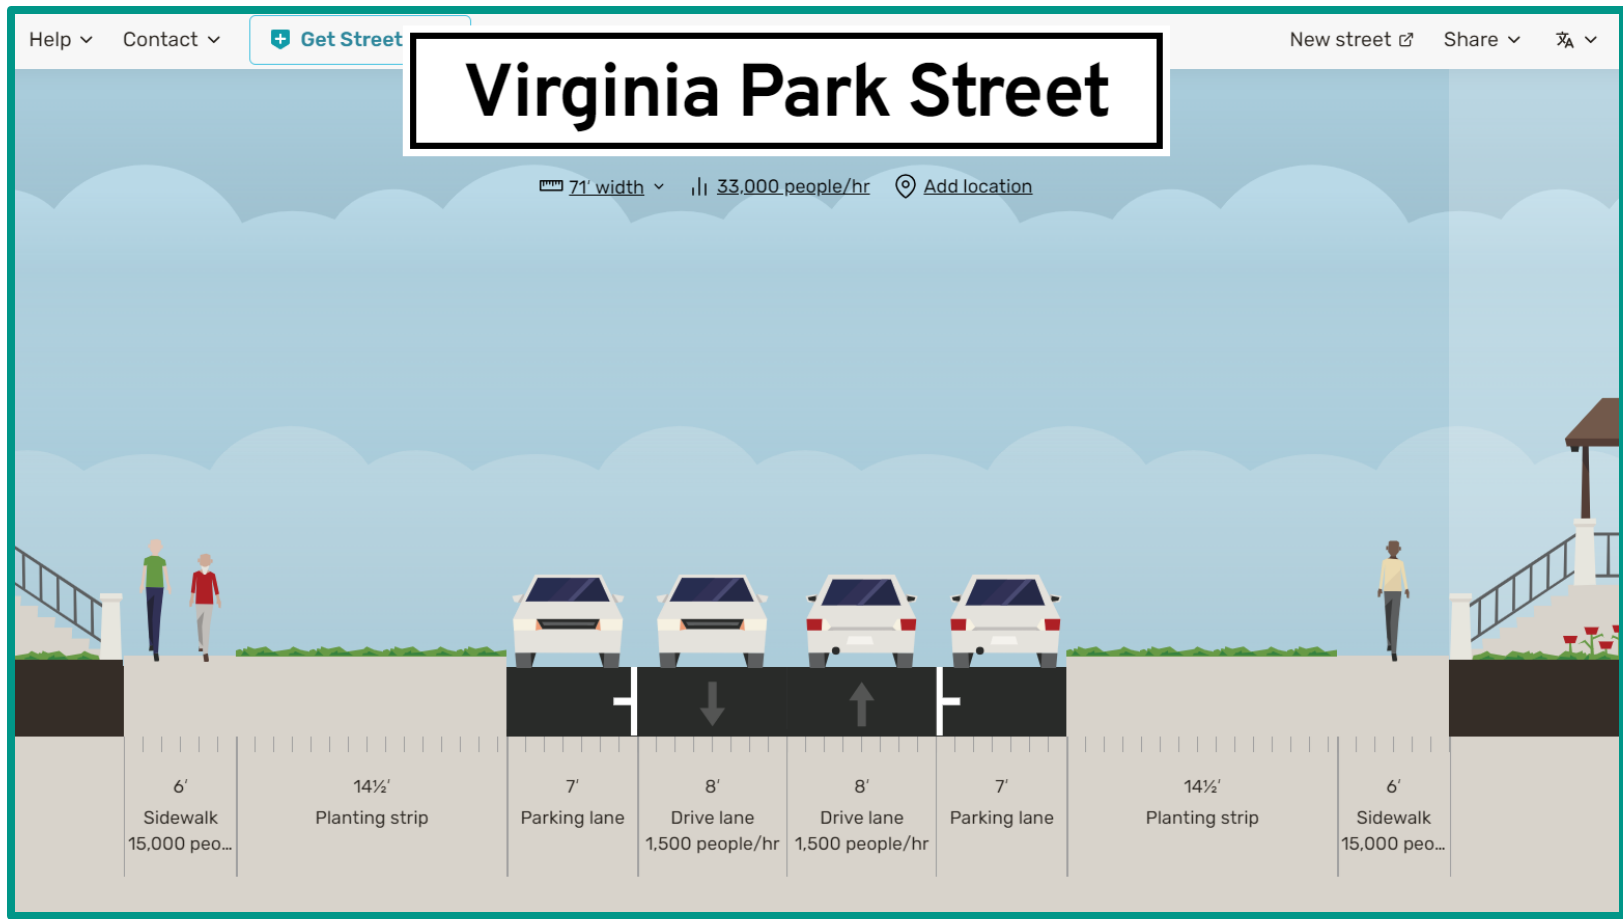 Help Contact Get Street New street Share
Virginia Park Street
71′ width 33,000 people/hr Add location
6′ 14½′ 7′ 8′ 8′ 7′ 14½′ 6′
Sidewalk Planting strip Parking lane Drive lane Drive lane Parking lane Planting strip Sidewalk
15,000 peo… 1,500 people/hr 1,500 people/hr 15,000 peo…